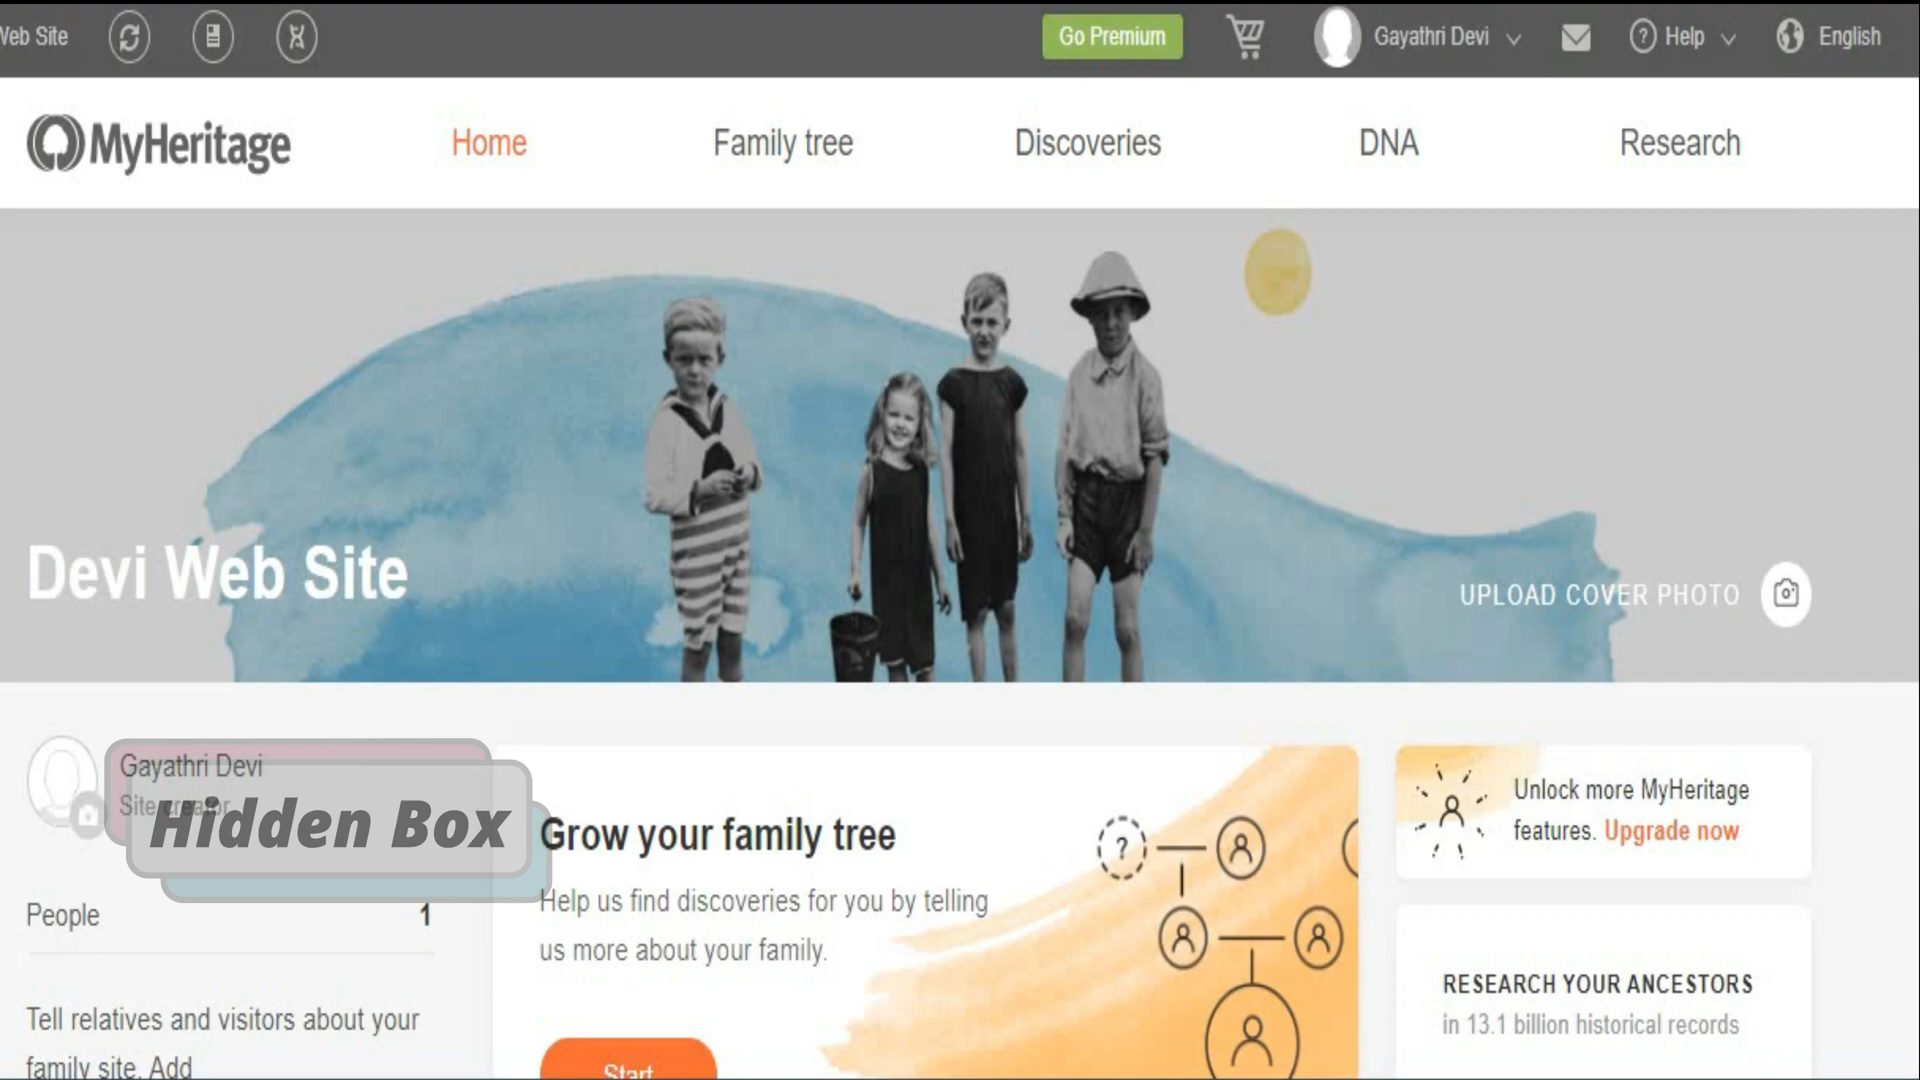 Web Site
Go Premium
Gayathri Devi
Help
English
MyHeritage
Home
Family tree
Discoveries
DNA
Research
Devi Web Site
UPLOAD COVER PHOTO
Gayathri Devi
Site creator
Hidden Box
People 1
Tell relatives and visitors about your
family site. Add
Grow your family tree
Help us find discoveries for you by telling
us more about your family.
Start
Unlock more MyHeritage
features. Upgrade now
RESEARCH YOUR ANCESTORS
in 13.1 billion historical records